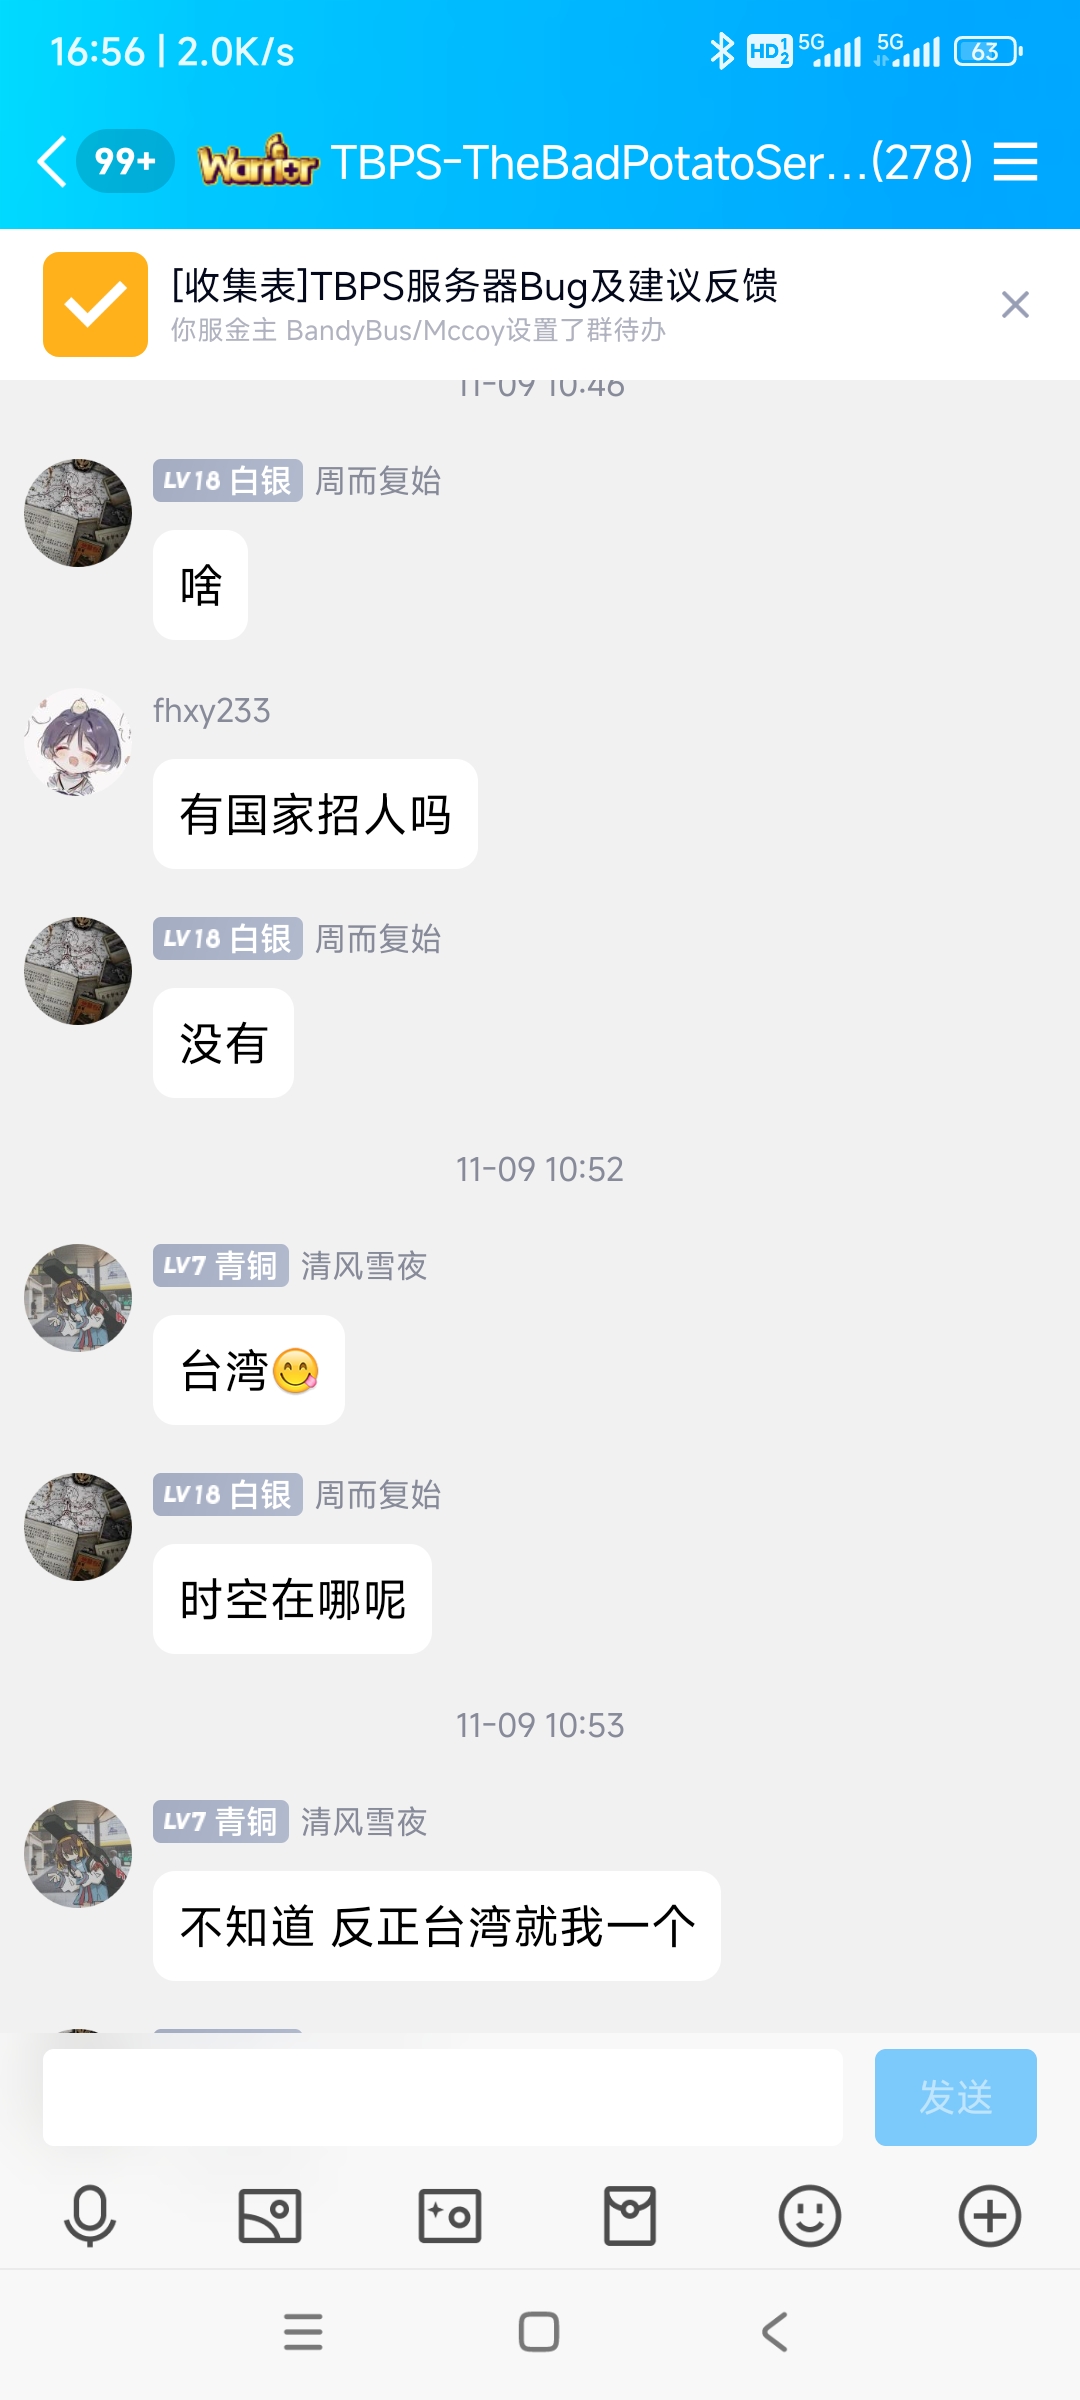 16:56 | 2.0K/s
HD 1 2 5G 5G 63
99+ Warrior TBPS-TheBadPotatoSer...(278)
[收集表]TBPS服务器Bug及建议反馈
你服金主 BandyBus/Mccoy设置了群待办
11-09 10:46
LV18 白银 周而复始
啥
fhxy233
有国家招人吗
LV18 白银 周而复始
没有
11-09 10:52
LV7 青铜 清风雪夜
台湾😋
LV18 白银 周而复始
时空在哪呢
11-09 10:53
LV7 青铜 清风雪夜
不知道 反正台湾就我一个
发送